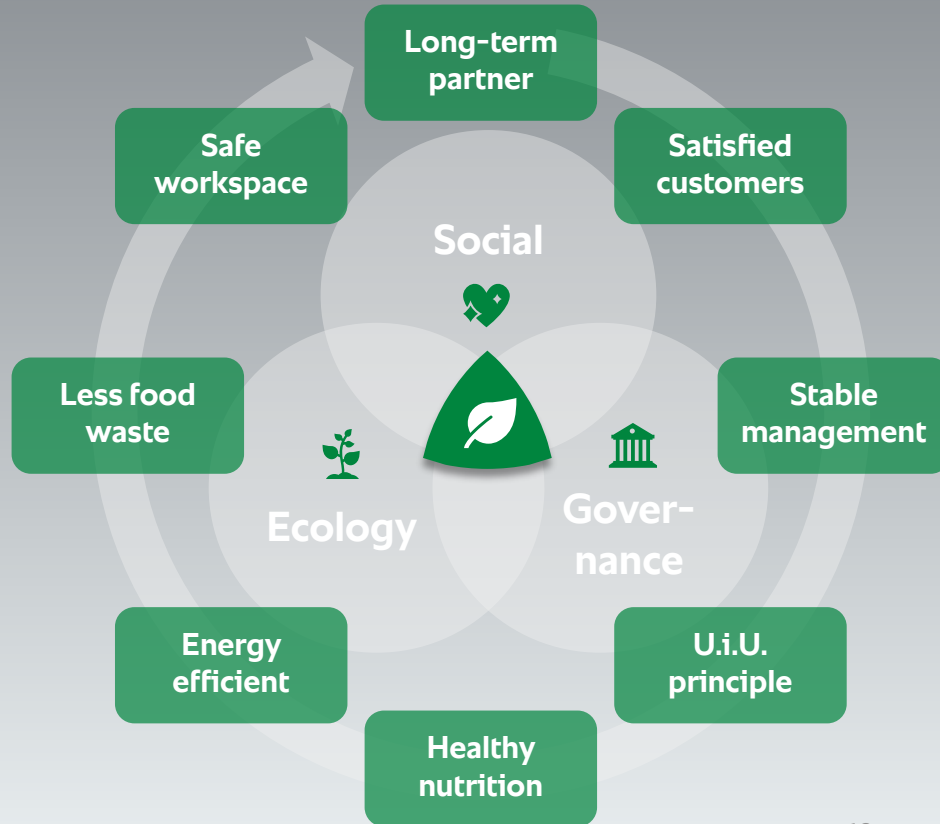 Long-term
partner
Safe
workspace
Satisfied
customers
Social
Less food
waste
Stable
management
Ecology
Gover-
nance
Energy
efficient
U.i.U.
principle
Healthy
nutrition